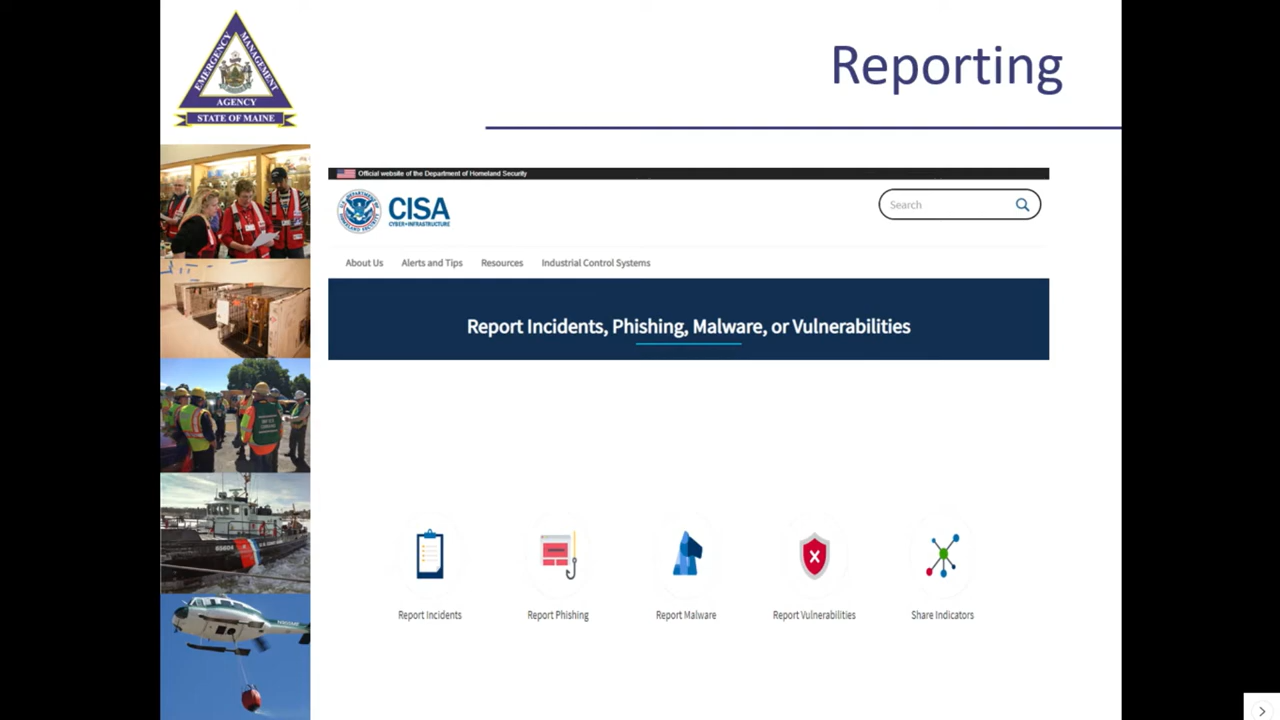 EMERGENCY MANAGEMENT
AGENCY
STATE OF MAINE
Reporting
Official website of the Department of Homeland Security
CISA
CYBER+INFRASTRUCTURE
Search
About Us Alerts and Tips Resources Industrial Control Systems
Report Incidents, Phishing, Malware, or Vulnerabilities
Report Incidents Report Phishing Report Malware Report Vulnerabilities Share Indicators